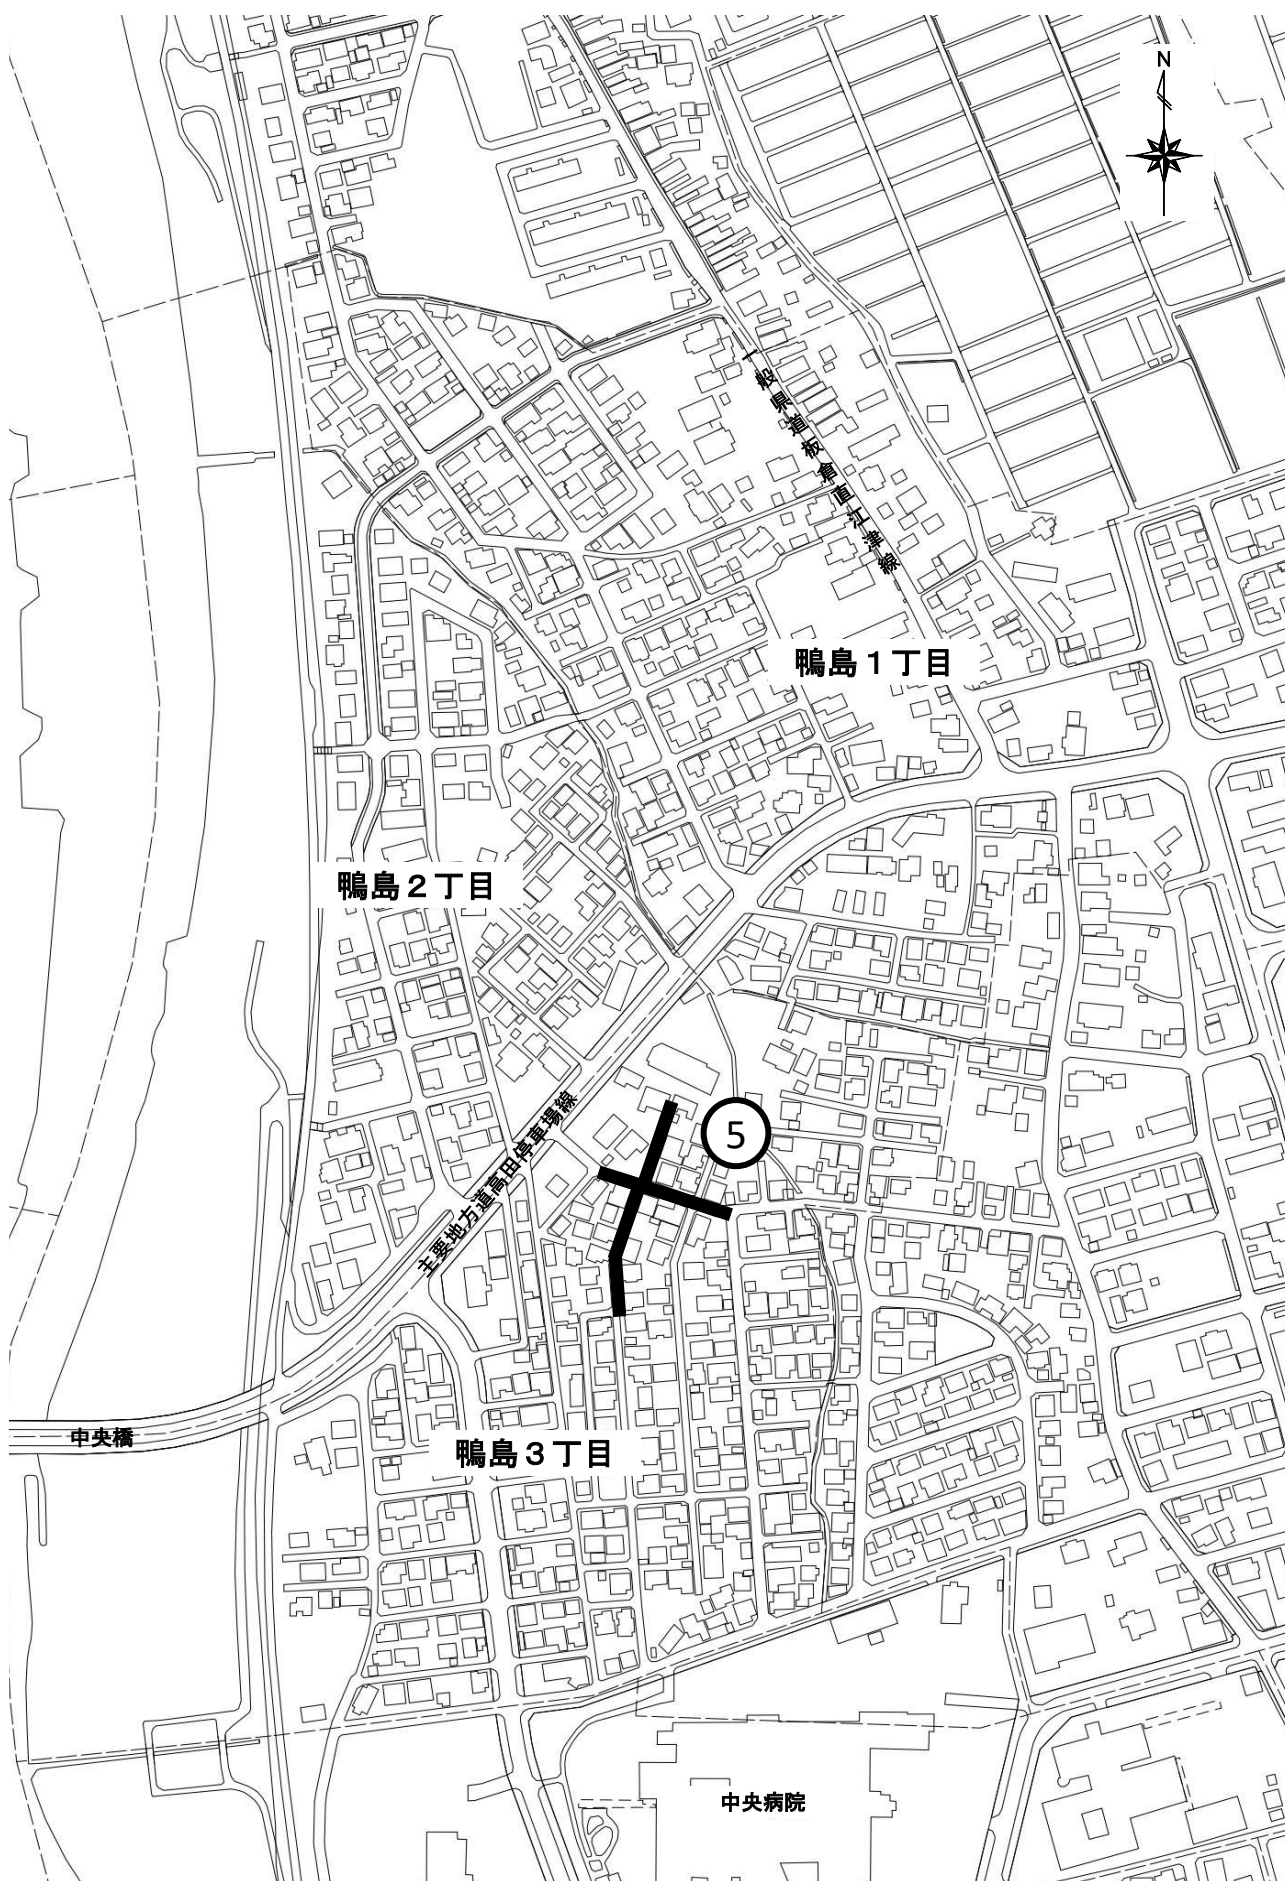 N
一般県道板倉直江津線
鴨島1丁目
鴨島2丁目
主要地方道高田停車場線
5
中央橋
鴨島3丁目
中央病院